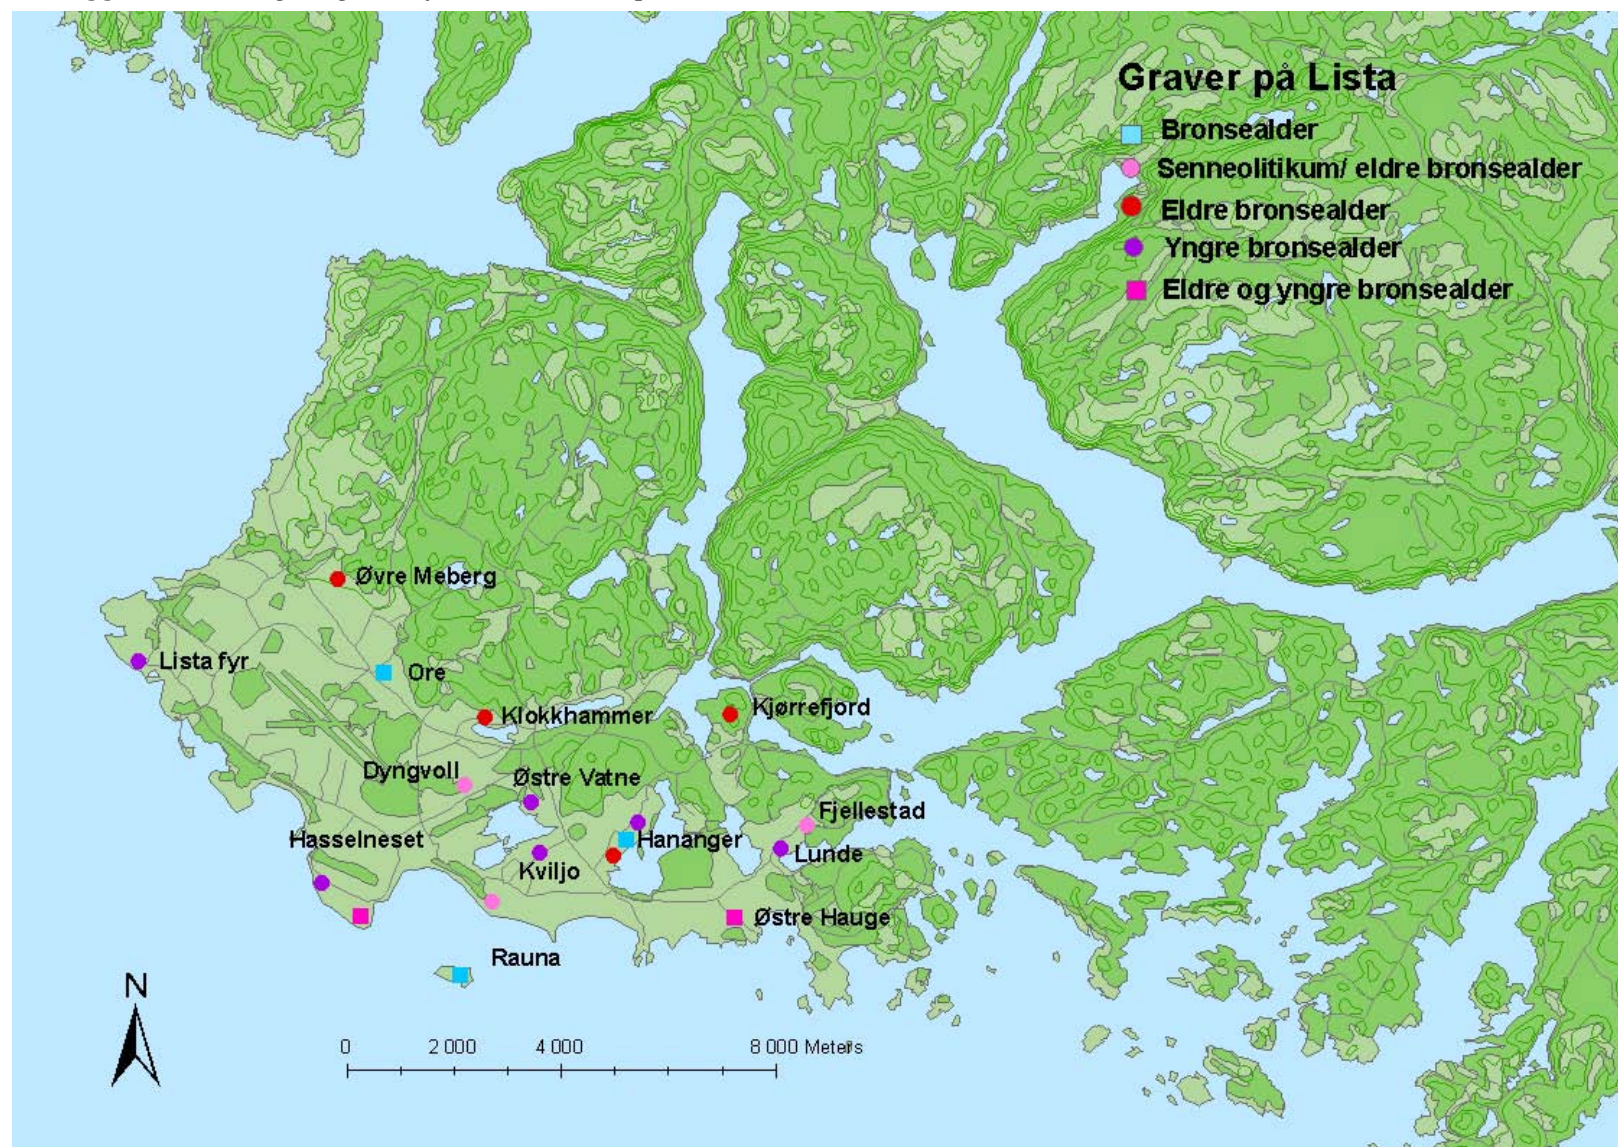 Graver på Lista
Bronsealder
Senneolitikum/ eldre bronsealder
Eldre bronsealder
Yngre bronsealder
Eldre og yngre bronsealder
Øvre Meberg
Lista fyr
Ore
Klokkhammer
Kjørrefjord
Dyngvoll
Østre Vatne
Fjellestad
Hasselneset
Hananger
Lunde
Kviljo
Østre Hauge
Rauna
N
0 2 000 4 000 8 000 Meters